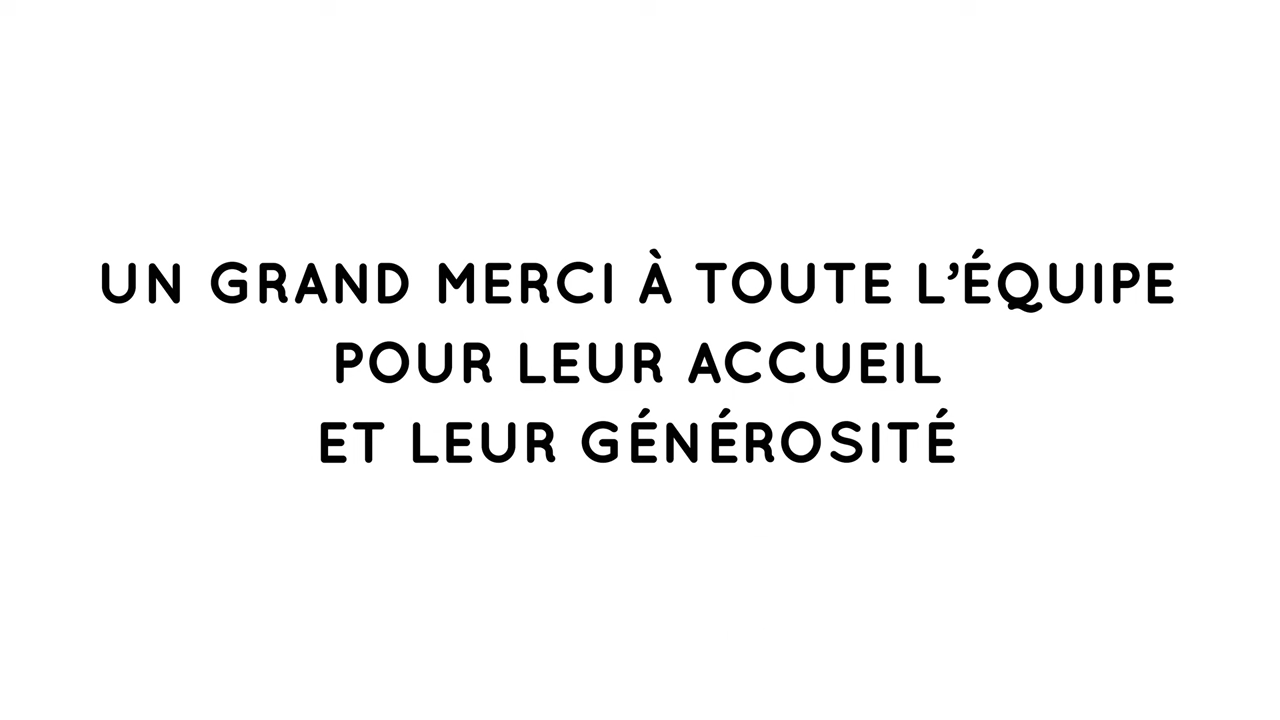 UN GRAND MERCI À TOUTE L’ÉQUIPE
POUR LEUR ACCUEIL
ET LEUR GÉNÉROSITÉ